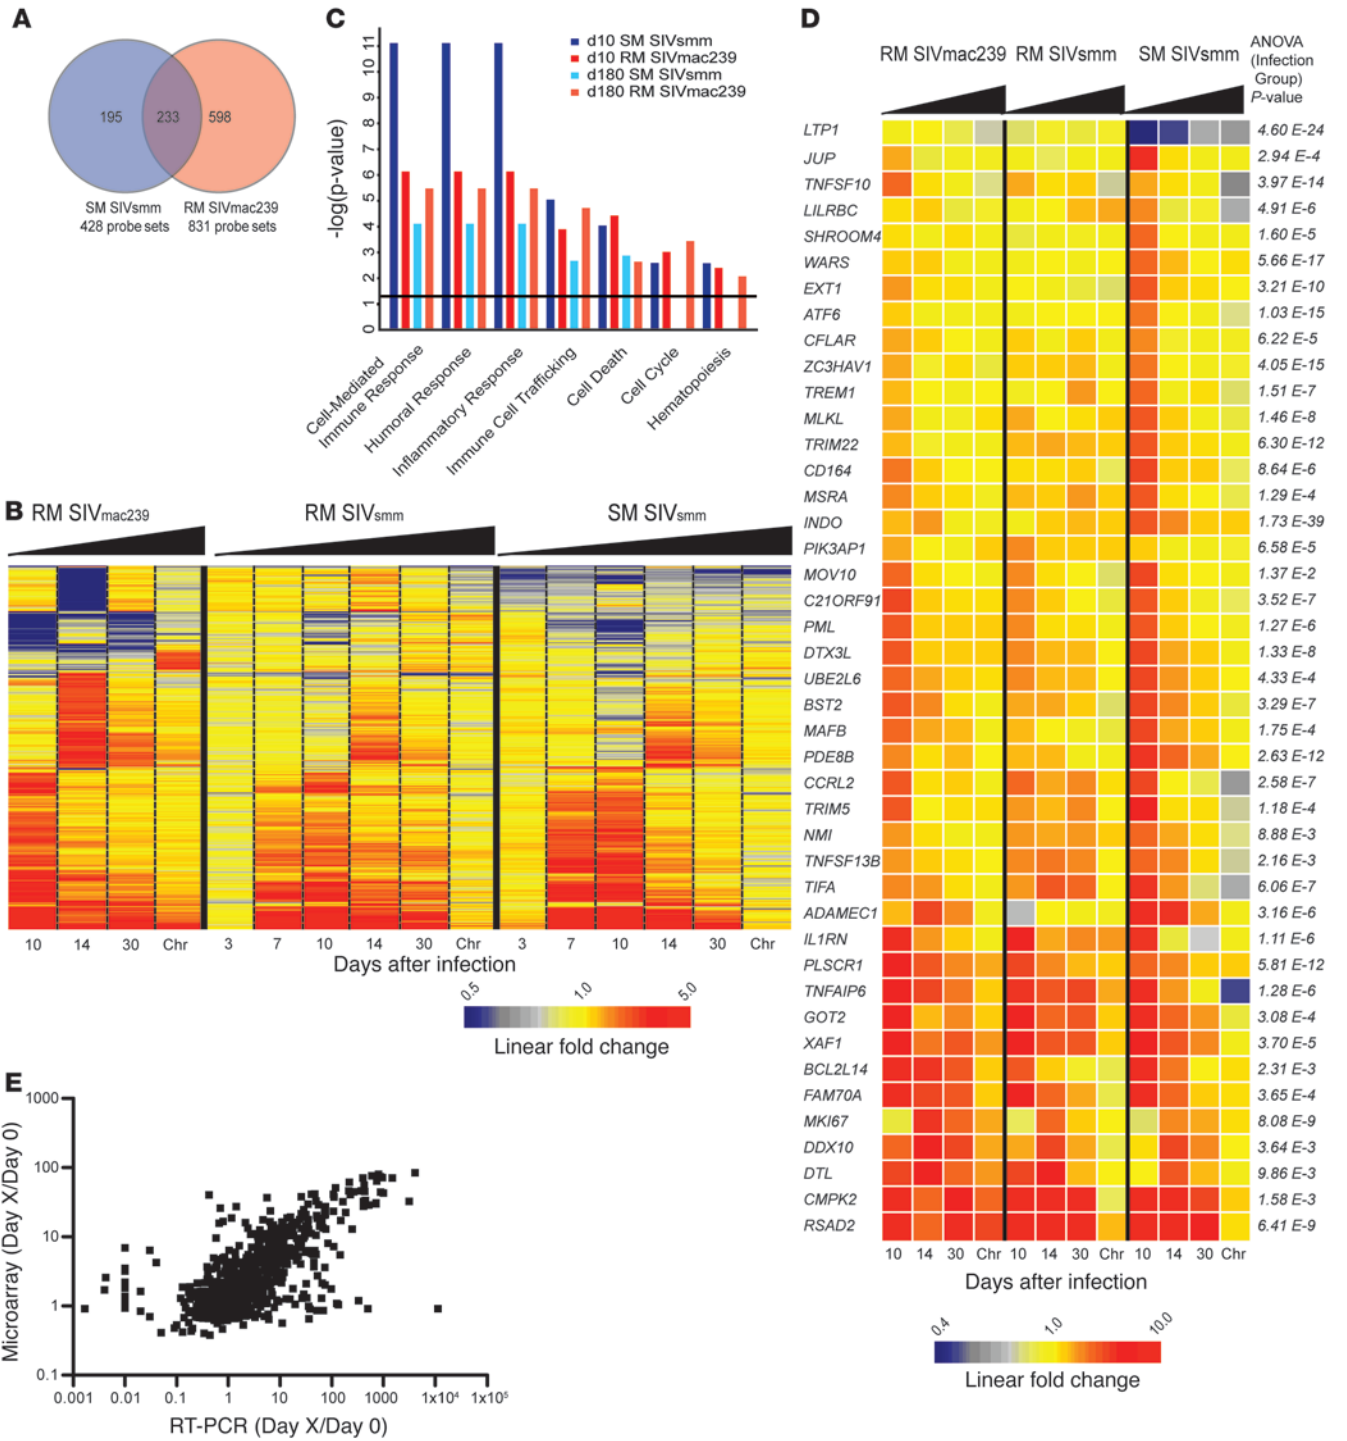 A
195
233
598
SM SIVsmm
428 probe sets
RM SIVmac239
831 probe sets
C
-log(p-value)
11
10
9
8
7
6
5
4
3
2
1
0
d10 SM SIVsmm
d10 RM SIVmac239
d180 SM SIVsmm
d180 RM SIVmac239
Cell-Mediated
Immune Response
Humoral Response
Inflammatory Response
Immune Cell Trafficking
Cell Death
Cell Cycle
Hematopoiesis
B
RM SIVmac239
RM SIVsmm
SM SIVsmm
10 14 30 Chr 3 7 10 14 30 Chr 3 7 10 14 30 Chr
Days after infection
0.5 1.0 5.0
Linear fold change
E
Microarray (Day X/Day 0)
1000
100
10
1
0.1
0.001 0.01 0.1 1 10 100 1000 1x10⁴ 1x10⁵
RT-PCR (Day X/Day 0)
D
RM SIVmac239 RM SIVsmm SM SIVsmm
ANOVA
(Infection
Group)
P-value
LTP1 4.60 E-24
JUP 2.94 E-4
TNFSF10 3.97 E-14
LILRBC 4.91 E-6
SHROOM4 1.60 E-5
WARS 5.66 E-17
EXT1 3.21 E-10
ATF6 1.03 E-15
CFLAR 6.22 E-5
ZC3HAV1 4.05 E-15
TREM1 1.51 E-7
MLKL 1.46 E-8
TRIM22 6.30 E-12
CD164 8.64 E-6
MSRA 1.29 E-4
INDO 1.73 E-39
PIK3AP1 6.58 E-5
MOV10 1.37 E-2
C21ORF91 3.52 E-7
PML 1.27 E-6
DTX3L 1.33 E-8
UBE2L6 4.33 E-4
BST2 3.29 E-7
MAFB 1.75 E-4
PDE8B 2.63 E-12
CCRL2 2.58 E-7
TRIM5 1.18 E-4
NMI 8.88 E-3
TNFSF13B 2.16 E-3
TIFA 6.06 E-7
ADAMEC1 3.16 E-6
IL1RN 1.11 E-6
PLSCR1 5.81 E-12
TNFAIP6 1.28 E-6
GOT2 3.08 E-4
XAF1 3.70 E-5
BCL2L14 2.31 E-3
FAM70A 3.65 E-4
MKI67 8.08 E-9
DDX10 3.64 E-3
DTL 9.86 E-3
CMPK2 1.58 E-3
RSAD2 6.41 E-9
10 14 30 Chr 10 14 30 Chr 10 14 30 Chr
Days after infection
0.4 1.0 10.0
Linear fold change